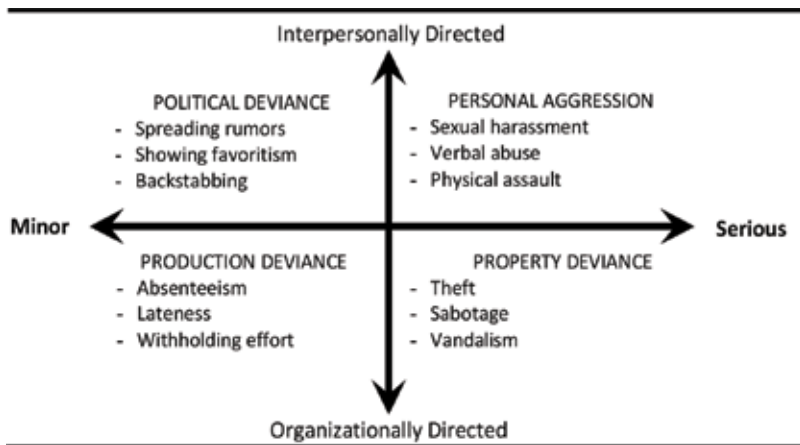 Interpersonally Directed
POLITICAL DEVIANCE
- Spreading rumors
- Showing favoritism
- Backstabbing
PERSONAL AGGRESSION
- Sexual harassment
- Verbal abuse
- Physical assault
Minor
Serious
PRODUCTION DEVIANCE
- Absenteeism
- Lateness
- Withholding effort
PROPERTY DEVIANCE
- Theft
- Sabotage
- Vandalism
Organizationally Directed